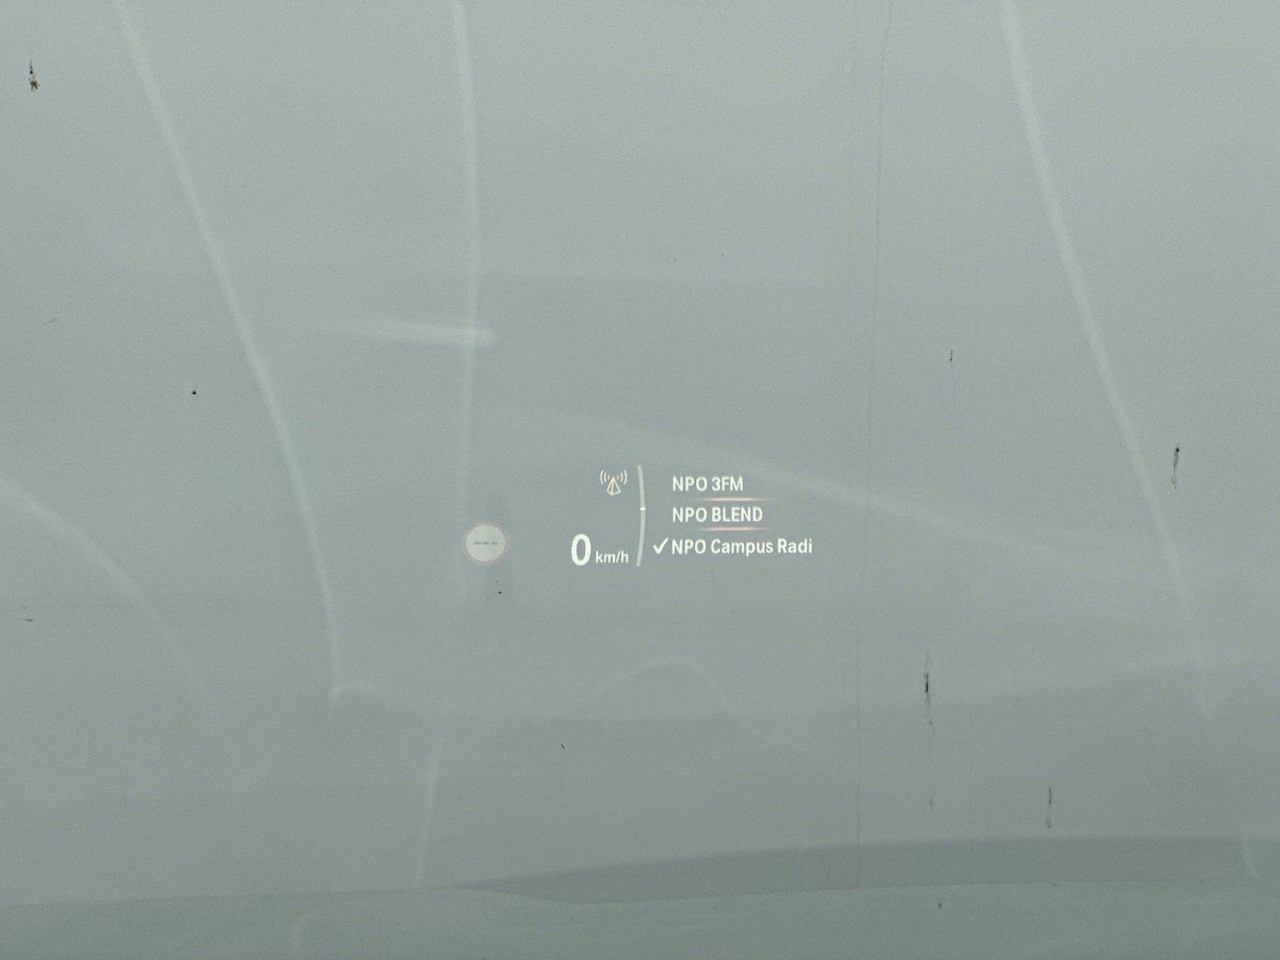 NPO 3FM
NPO BLEND
0 km/h
✓NPO Campus Radi